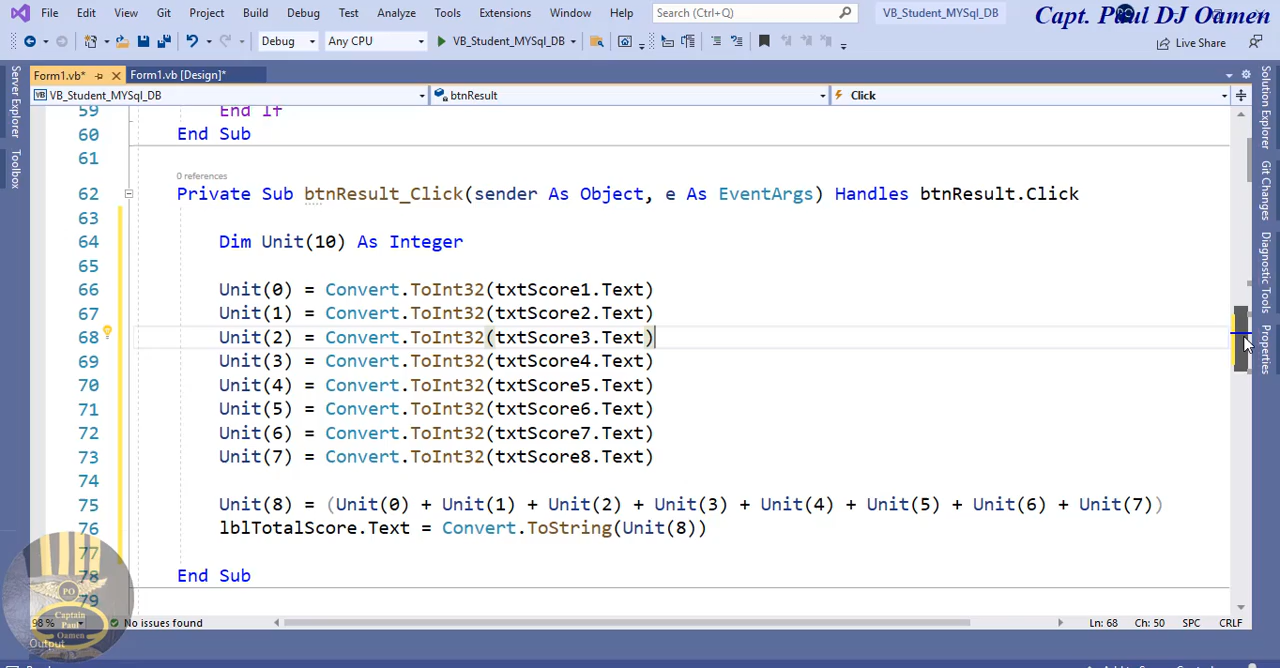 File Edit View Git Project Build Debug Test Analyze Tools Extensions Window Help Search (Ctrl+Q) VB_Student_MYSql_DB
Capt. Paul DJ Oamen
Debug Any CPU VB_Student_MYSql_DB Live Share
Form1.vb* Form1.vb [Design]*
VB_Student_MYSql_DB btnResult Click
Server Explorer
Toolbox
Solution Explorer
Git Changes
Diagnostic Tools
Properties
59 End If
60 End Sub
61
0 references
62 Private Sub btnResult_Click(sender As Object, e As EventArgs) Handles btnResult.Click
63
64 Dim Unit(10) As Integer
65
66 Unit(0) = Convert.ToInt32(txtScore1.Text)
67 Unit(1) = Convert.ToInt32(txtScore2.Text)
68 Unit(2) = Convert.ToInt32(txtScore3.Text)
69 Unit(3) = Convert.ToInt32(txtScore4.Text)
70 Unit(4) = Convert.ToInt32(txtScore5.Text)
71 Unit(5) = Convert.ToInt32(txtScore6.Text)
72 Unit(6) = Convert.ToInt32(txtScore7.Text)
73 Unit(7) = Convert.ToInt32(txtScore8.Text)
74
75 Unit(8) = (Unit(0) + Unit(1) + Unit(2) + Unit(3) + Unit(4) + Unit(5) + Unit(6) + Unit(7))
76 lblTotalScore.Text = Convert.ToString(Unit(8))
77
78 End Sub
79
PO
Captain
Paul
Oamen
98 % No issues found Ln: 68 Ch: 50 SPC CRLF
Output